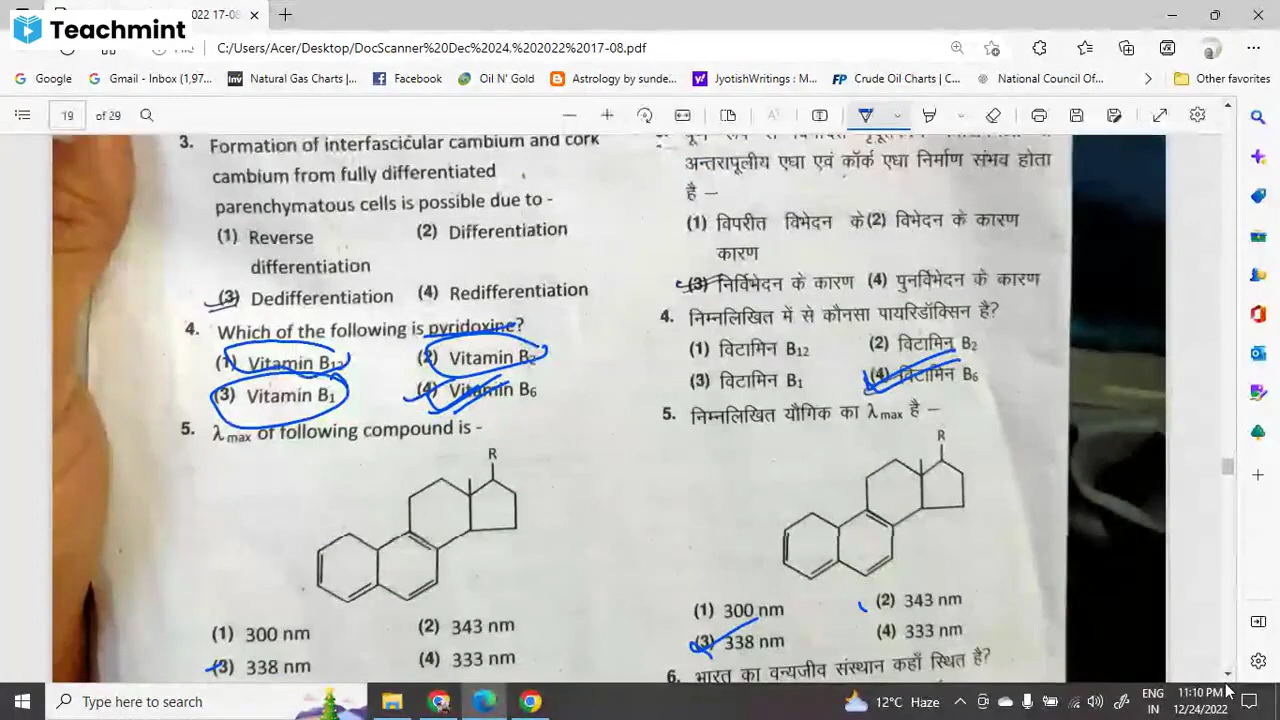 Teachmint
022 17-08
C:/Users/Acer/Desktop/DocScanner%20Dec%2024,%202022%2017-08.pdf
Google
Gmail - Inbox (1,97...
Natural Gas Charts |...
Facebook
Oil N' Gold
Astrology by sunde...
JyotishWritings : M...
Crude Oil Charts | C...
National Council Of...
Other favorites
19 of 29
3. Formation of interfascicular cambium and cork
cambium from fully differentiated
parenchymatous cells is possible due to -
(1) Reverse differentiation
(2) Differentiation
(3) Dedifferentiation
(4) Redifferentiation
4. Which of the following is pyridoxine?
(1) Vitamin B12
(2) Vitamin B2
(3) Vitamin B1
(4) Vitamin B6
5. λ max of following compound is -
R
(1) 300 nm
(2) 343 nm
(3) 338 nm
(4) 333 nm
अन्तरापूलीय एधा एवं कॉर्क एधा निर्माण संभव होता
है –
(1) विपरीत विभेदन के कारण
(2) विभेदन के कारण
(3) निर्विभेदन के कारण
(4) पुनर्विभेदन के कारण
4. निम्नलिखित में से कौनसा पायरिडॉक्सिन है?
(1) विटामिन B12
(2) विटामिन B2
(3) विटामिन B1
(4) विटामिन B6
5. निम्नलिखित यौगिक का λ max है –
R
(1) 300 nm
(2) 343 nm
(3) 338 nm
(4) 333 nm
6. भारत का वन्यजीव संस्थान कहाँ स्थित है?
Type here to search
12°C Haze
ENG
IN
11:10 PM
12/24/2022